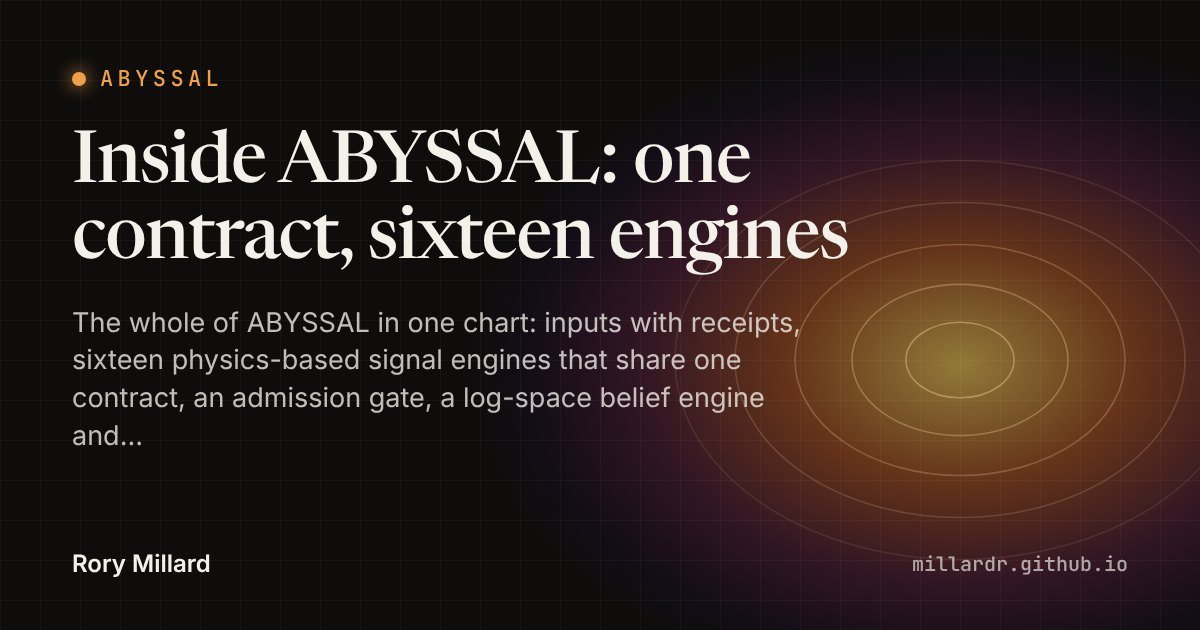 ABYSSAL
Inside ABYSSAL: one
contract, sixteen engines
The whole of ABYSSAL in one chart: inputs with receipts,
sixteen physics-based signal engines that share one
contract, an admission gate, a log-space belief engine
and...
Rory Millard
millardr.github.io